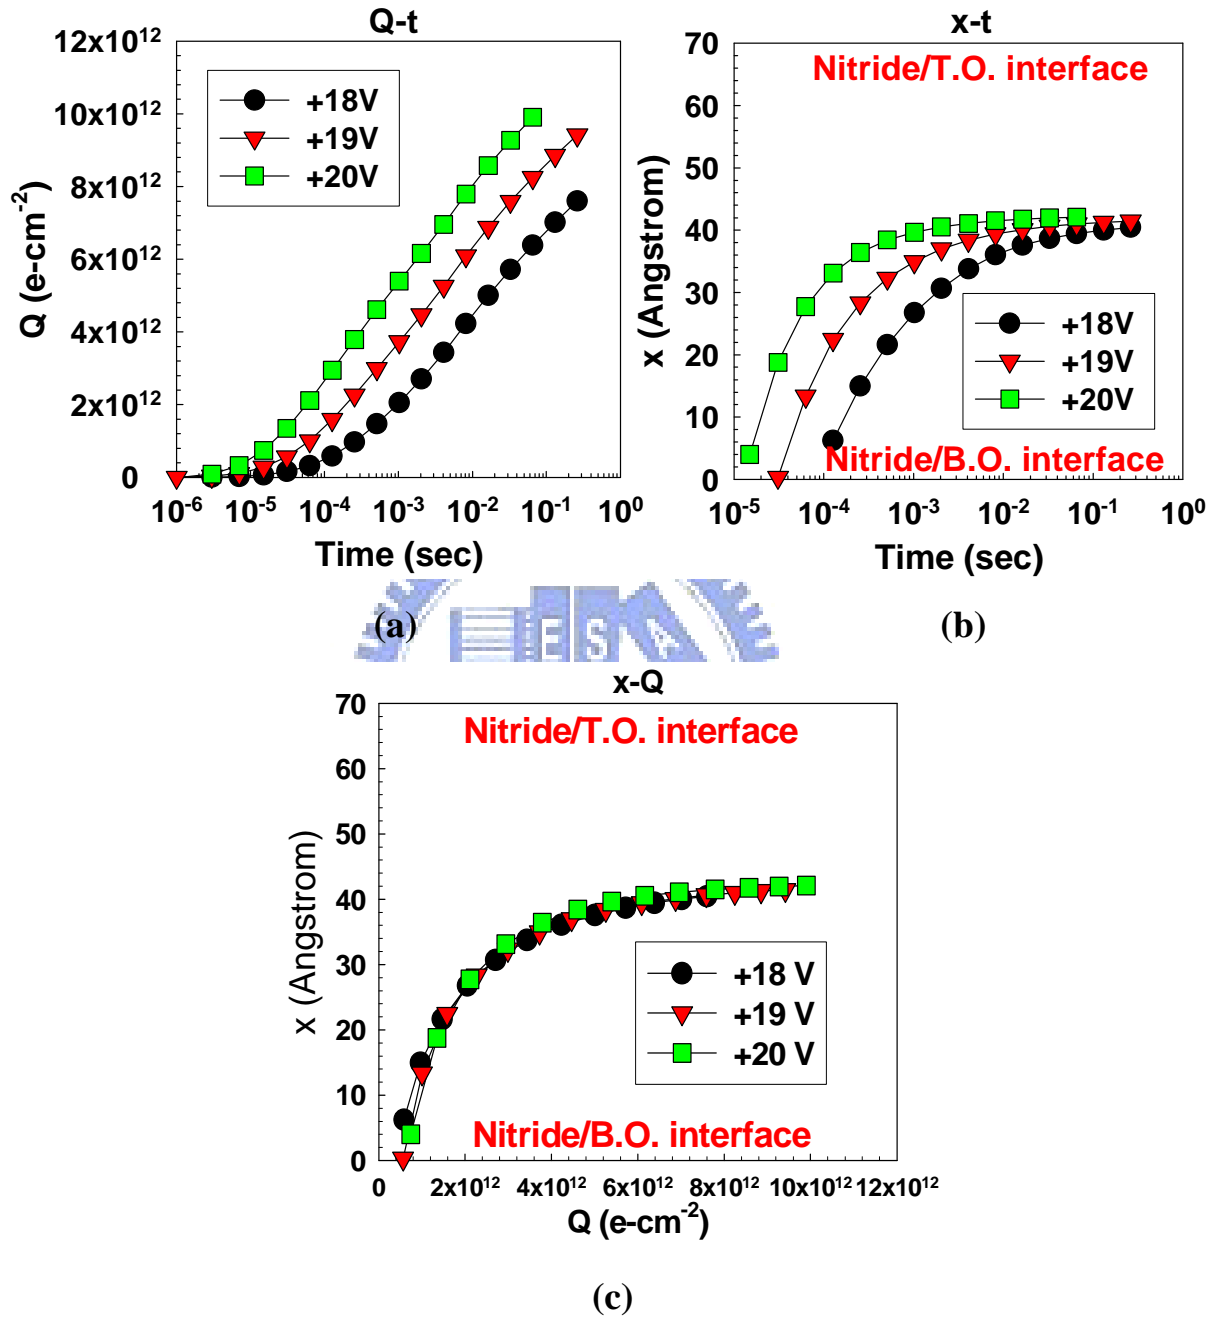 Q-t
12x10^12
10x10^12
8x10^12
6x10^12
4x10^12
2x10^12
0
Q (e-cm^-2)
+18V
+19V
+20V
10^-6 10^-5 10^-4 10^-3 10^-2 10^-1 10^0
Time (sec)
(a)
x-t
70
60
50
40
30
20
10
0
x (Angstrom)
Nitride/T.O. interface
+18V
+19V
+20V
Nitride/B.O. interface
10^-5 10^-4 10^-3 10^-2 10^-1 10^0
Time (sec)
(b)
E S A
x-Q
70
60
50
40
30
20
10
0
x (Angstrom)
Nitride/T.O. interface
+18 V
+19 V
+20 V
Nitride/B.O. interface
0 2x10^12 4x10^12 6x10^12 8x10^12 10x10^12 12x10^12
Q (e-cm^-2)
(c)